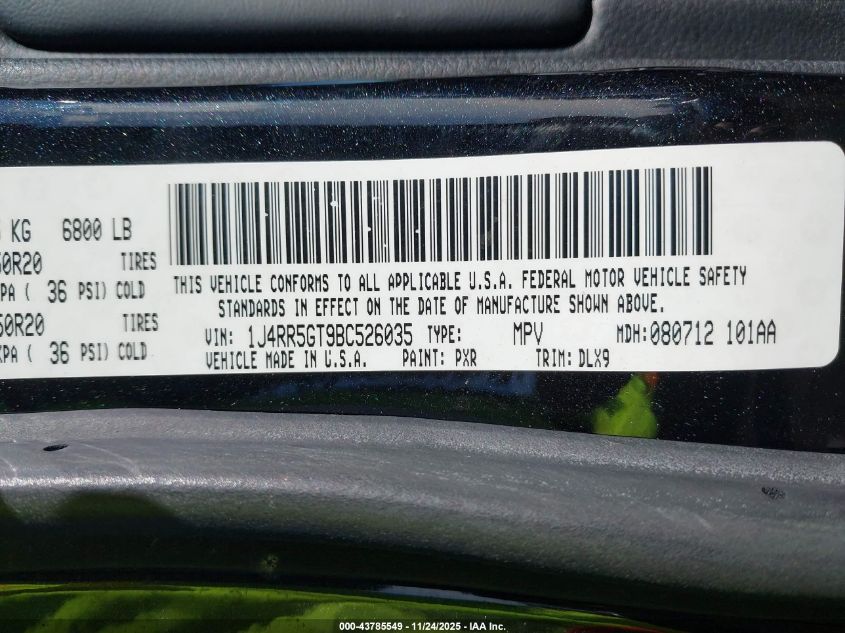 KG 6800 LB
50R20 TIRES
KPA ( 36 PSI) COLD
50R20 TIRES
KPA ( 36 PSI) COLD
THIS VEHICLE CONFORMS TO ALL APPLICABLE U.S.A. FEDERAL MOTOR VEHICLE SAFETY
STANDARDS IN EFFECT ON THE DATE OF MANUFACTURE SHOWN ABOVE.
VIN: 1J4RR5GT9BC526035 TYPE: MPV MDH:080712 101AA
VEHICLE MADE IN U.S.A. PAINT: PXR TRIM: DLX9
000-43785549 - 11/24/2025 - IAA Inc.